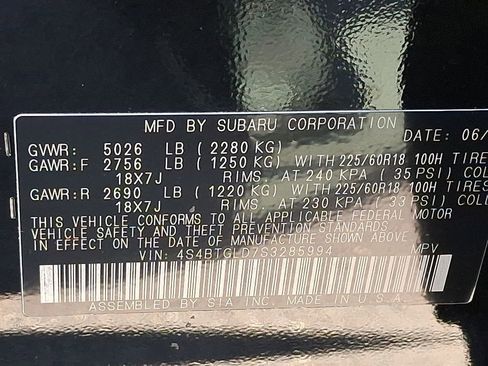 MFD BY SUBARU CORPORATION
DATE: 06/
GVWR: 5026 LB (2280 KG)
GAWR:F 2756 LB (1250 KG) WITH 225/60R18 100H TIRE
18X7J RIMS. AT 240 KPA (35 PSI) COLD
GAWR:R 2690 LB (1220 KG) WITH 225/60R18 100H TIRES
18X7J RIMS. AT 230 KPA (33 PSI) COLD
THIS VEHICLE CONFORMS TO ALL APPLICABLE FEDERAL MOTOR
VEHICLE SAFETY AND THEFT PREVENTION STANDARDS IN EFFECT ON THE
DATE OF MANUFACTURE SHOWN ABOVE.
VIN: 4S4BTGLD7S3285994 MPV
ASSEMBLED BY SIA INC. MADE IN U.S.A.